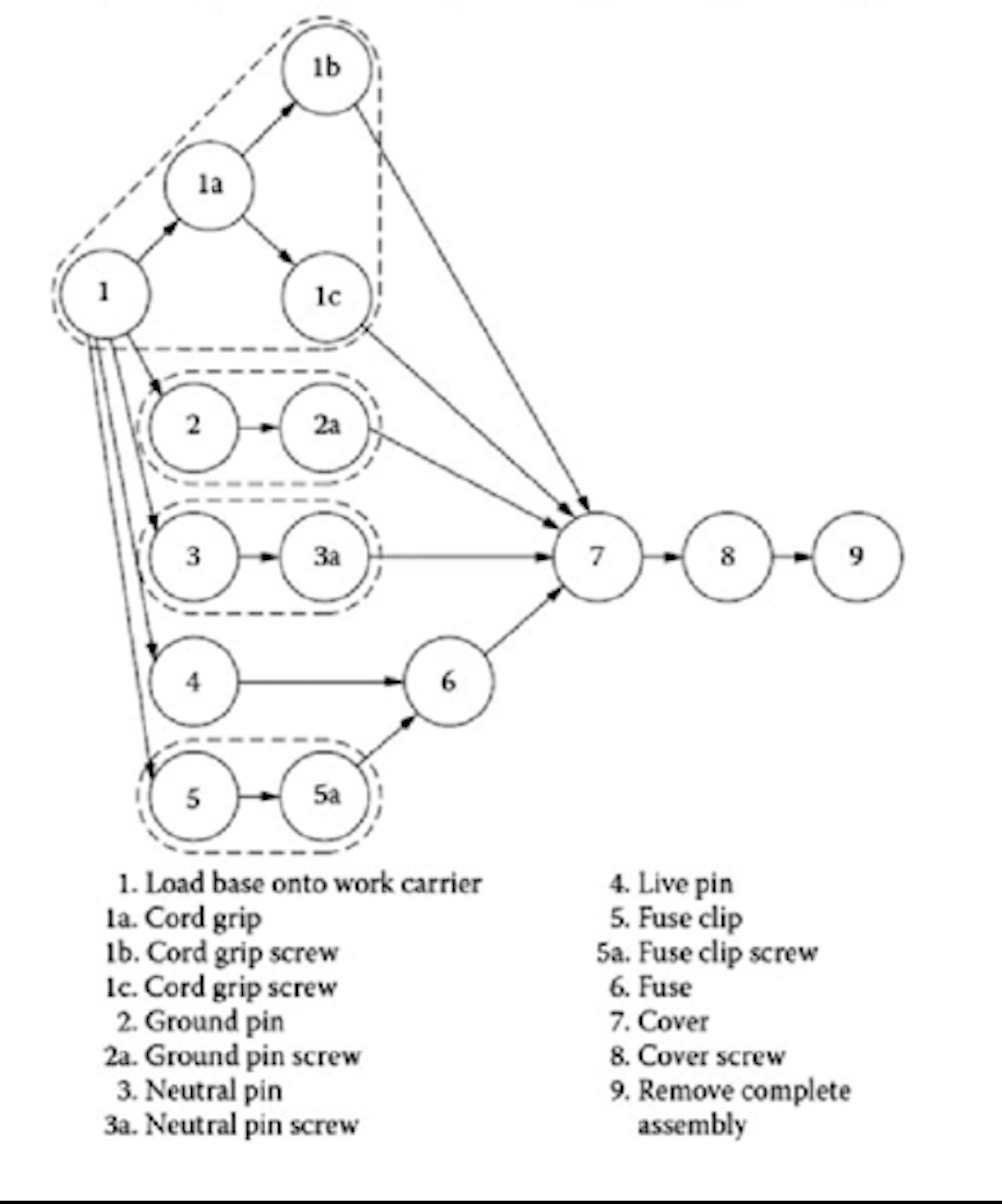 1b
1a
1
1c
2
2a
3
3a
7
8
9
4
6
5
5a
1. Load base onto work carrier
1a. Cord grip
1b. Cord grip screw
1c. Cord grip screw
2. Ground pin
2a. Ground pin screw
3. Neutral pin
3a. Neutral pin screw
4. Live pin
5. Fuse clip
5a. Fuse clip screw
6. Fuse
7. Cover
8. Cover screw
9. Remove complete
assembly